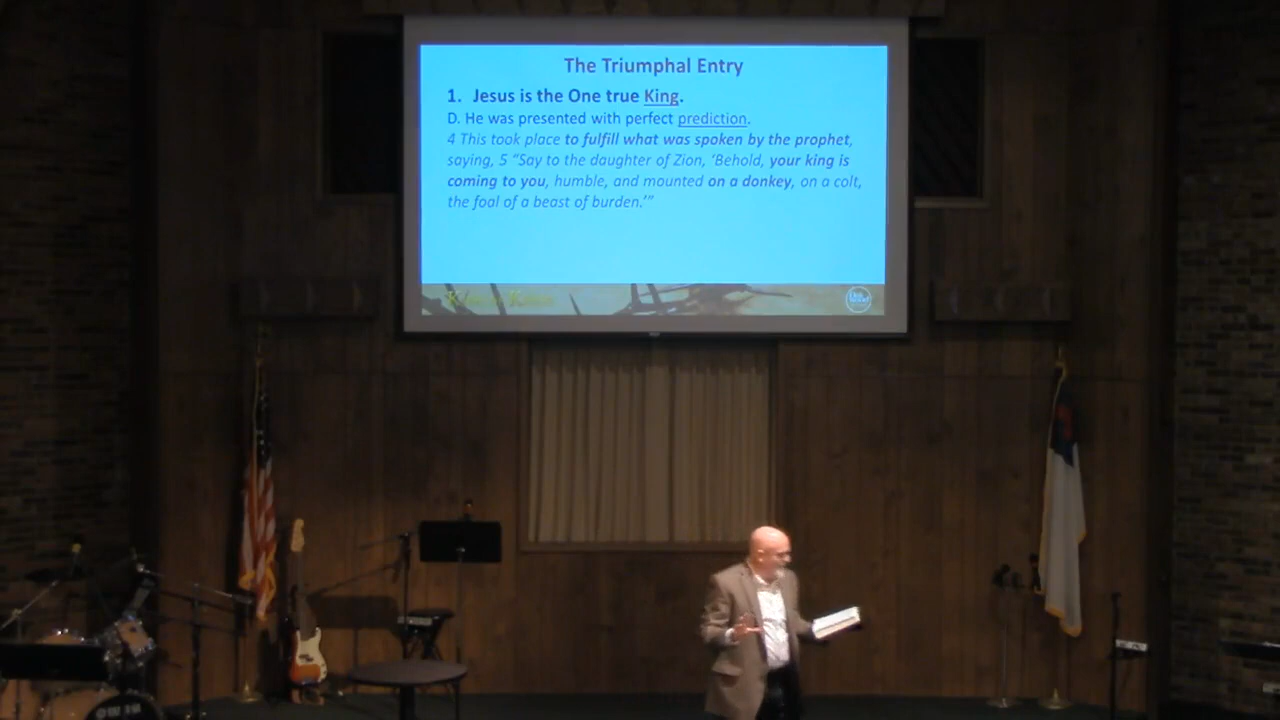 The Triumphal Entry
1. Jesus is the One true King.
D. He was presented with perfect prediction.
4 This took place to fulfill what was spoken by the prophet,
saying, 5 “Say to the daughter of Zion, ‘Behold, your king is
coming to you, humble, and mounted on a donkey, on a colt,
the foal of a beast of burden.’”
YAMAHA